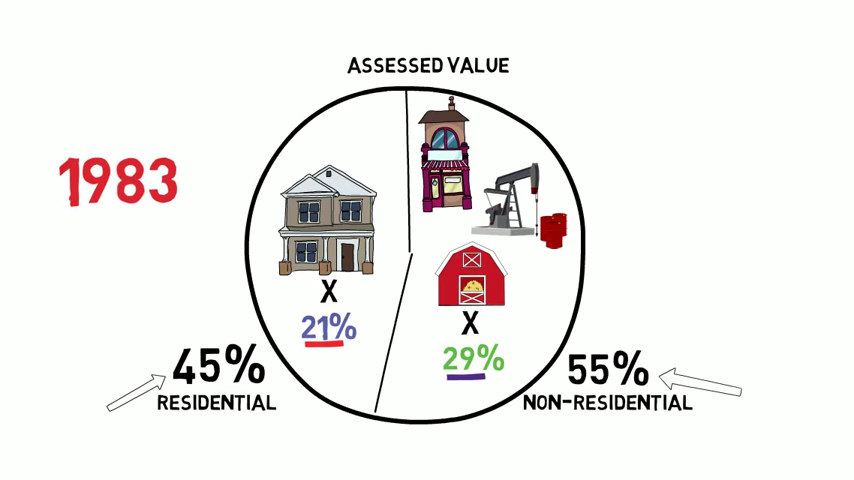 ASSESSED VALUE
1983
X
21%
X
29%
45%
RESIDENTIAL
55%
NON-RESIDENTIAL